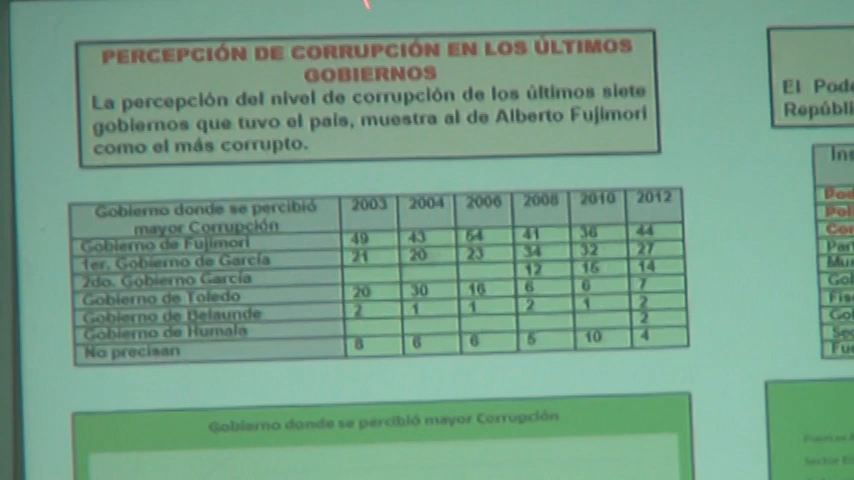 PERCEPCIÓN DE CORRUPCIÓN EN LOS ÚLTIMOS
GOBIERNOS
La percepción del nivel de corrupción de los últimos siete
gobiernos que tuvo el país, muestra al de Alberto Fujimori
como el más corrupto.
Gobierno donde se percibió mayor Corrupción 2003 2004 2006 2008 2010 2012
Gobierno de Fujimori 49 43 54 41 36 44
1er. Gobierno de García 21 20 23 34 32 27
2do. Gobierno García 12 15 14
Gobierno de Toledo 20 30 16 6 6 7
Gobierno de Belaunde 2 1 1 2 1 2
Gobierno de Humala 2
No precisan 8 6 6 5 10 4
Gobierno donde se percibió mayor Corrupción
El